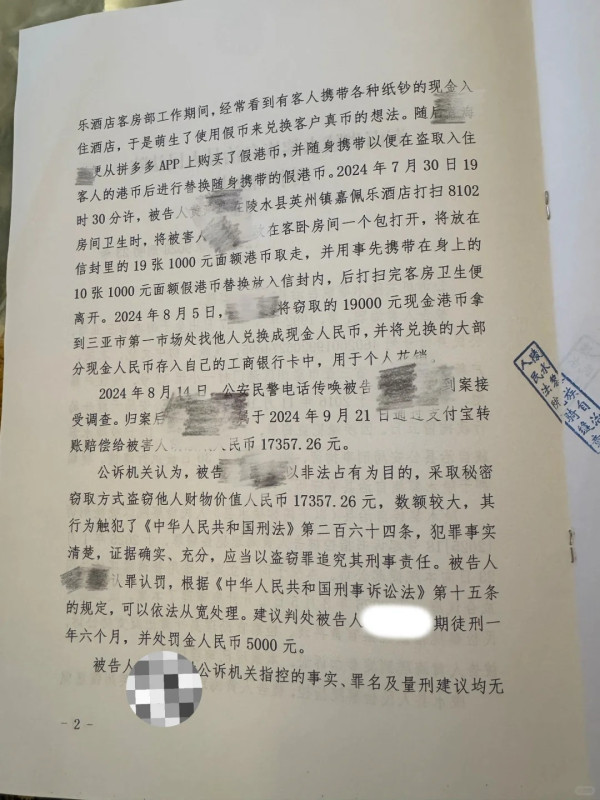 乐酒店客房部工作期间，经常看到有客人携带各种纸钞的现金入
住酒店，于是萌生了使用假币来兑换客户真币的想法。随后
便从拼多多APP上购买了假港币，并随身携带以便在盗取入住
客人的港币后进行替换随身携带的假港币。2024年7月30日19
时30分许，被告人 在陵水县英州镇嘉佩乐酒店打扫8102
房间卫生时，将被害人 放在客卧房间一个包打开，将放在
信封里的19张1000元面额港币取走，并用事先携带在身上的
10张1000元面额假港币替换放入信封内，后打扫完客房卫生便
离开。2024年8月5日， 将窃取的19000元现金港币拿
到三亚市第一市场处找他人兑换成现金人民币，并将兑换的大部
分现金人民币存入自己的工商银行卡中，用于个人花销。
2024年8月14日，公安民警电话传唤被告 到案接
受调查。归案后 属于2024年9月21日通过支付宝转
账赔偿给被害人 人民币17357.26元。
公诉机关认为，被告 以非法占有为目的，采取秘密
窃取方式盗窃他人财物价值人民币17357.26元，数额较大，其
行为触犯了《中华人民共和国刑法》第二百六十四条，犯罪事实
清楚，证据确实、充分，应当以盗窃罪追究其刑事责任。被告人
认罪认罚，根据《中华人民共和国刑事诉讼法》第十五条
的规定，可以依法从宽处理。建议判处被告人 期徒刑一
年六个月，并处罚金人民币5000元。
被告人 公诉机关指控的事实、罪名及量刑建议均无
- 2 -